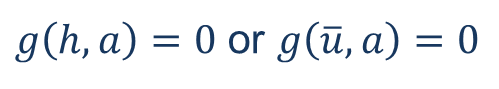 g(h, a) = 0 or g(ū, a) = 0